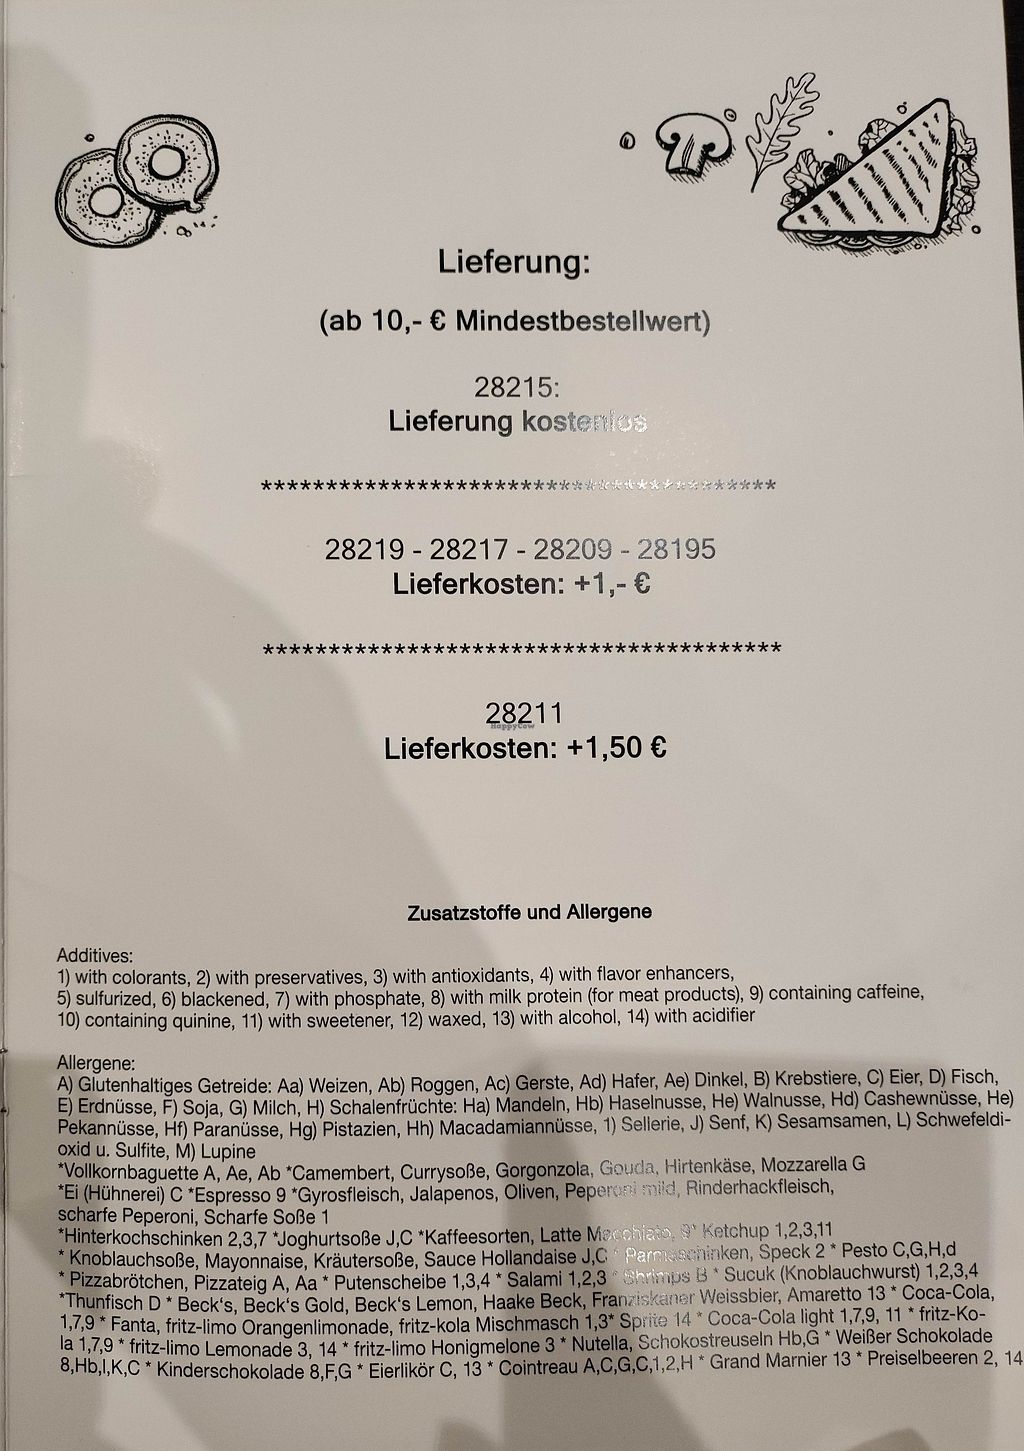 Lieferung:
(ab 10,- € Mindestbestellwert)
28215:
Lieferung kostenlos
****************************************
28219 - 28217 - 28209 - 28195
Lieferkosten: +1,- €
****************************************
28211
HappyCow
Lieferkosten: +1,50 €
Zusatzstoffe und Allergene
Additives:
1) with colorants, 2) with preservatives, 3) with antioxidants, 4) with flavor enhancers,
5) sulfurized, 6) blackened, 7) with phosphate, 8) with milk protein (for meat products), 9) containing caffeine,
10) containing quinine, 11) with sweetener, 12) waxed, 13) with alcohol, 14) with acidifier
Allergene:
A) Glutenhaltiges Getreide: Aa) Weizen, Ab) Roggen, Ac) Gerste, Ad) Hafer, Ae) Dinkel, B) Krebstiere, C) Eier, D) Fisch,
E) Erdnüsse, F) Soja, G) Milch, H) Schalenfrüchte: Ha) Mandeln, Hb) Haselnusse, He) Walnusse, Hd) Cashewnüsse, He)
Pekannüsse, Hf) Paranüsse, Hg) Pistazien, Hh) Macadamiannüsse, 1) Sellerie, J) Senf, K) Sesamsamen, L) Schwefeldi-
oxid u. Sulfite, M) Lupine
*Vollkornbaguette A, Ae, Ab *Camembert, Currysoße, Gorgonzola, Gouda, Hirtenkäse, Mozzarella G
*Ei (Hühnerei) C *Espresso 9 *Gyrosfleisch, Jalapenos, Oliven, Peperoni mild, Rinderhackfleisch,
scharfe Peperoni, Scharfe Soße 1
*Hinterkochschinken 2,3,7 *Joghurtsoße J,C *Kaffeesorten, Latte Macchiato, 9* Ketchup 1,2,3,11
* Knoblauchsoße, Mayonnaise, Kräutersoße, Sauce Hollandaise J,C * Parmaschinken, Speck 2 * Pesto C,G,H,d
* Pizzabrötchen, Pizzateig A, Aa * Putenscheibe 1,3,4 * Salami 1,2,3 * Shrimps B * Sucuk (Knoblauchwurst) 1,2,3,4
*Thunfisch D * Beck's, Beck's Gold, Beck's Lemon, Haake Beck, Franziskaner Weissbier, Amaretto 13 * Coca-Cola,
1,7,9 * Fanta, fritz-limo Orangenlimonade, fritz-kola Mischmasch 1,3* Sprite 14 * Coca-Cola light 1,7,9, 11 * fritz-Ko-
la 1,7,9 * fritz-limo Lemonade 3, 14 * fritz-limo Honigmelone 3 * Nutella, Schokostreuseln Hb,G * Weißer Schokolade
8,Hb,I,K,C * Kinderschokolade 8,F,G * Eierlikör C, 13 * Cointreau A,C,G,C,1,2,H * Grand Marnier 13 * Preiselbeeren 2, 14